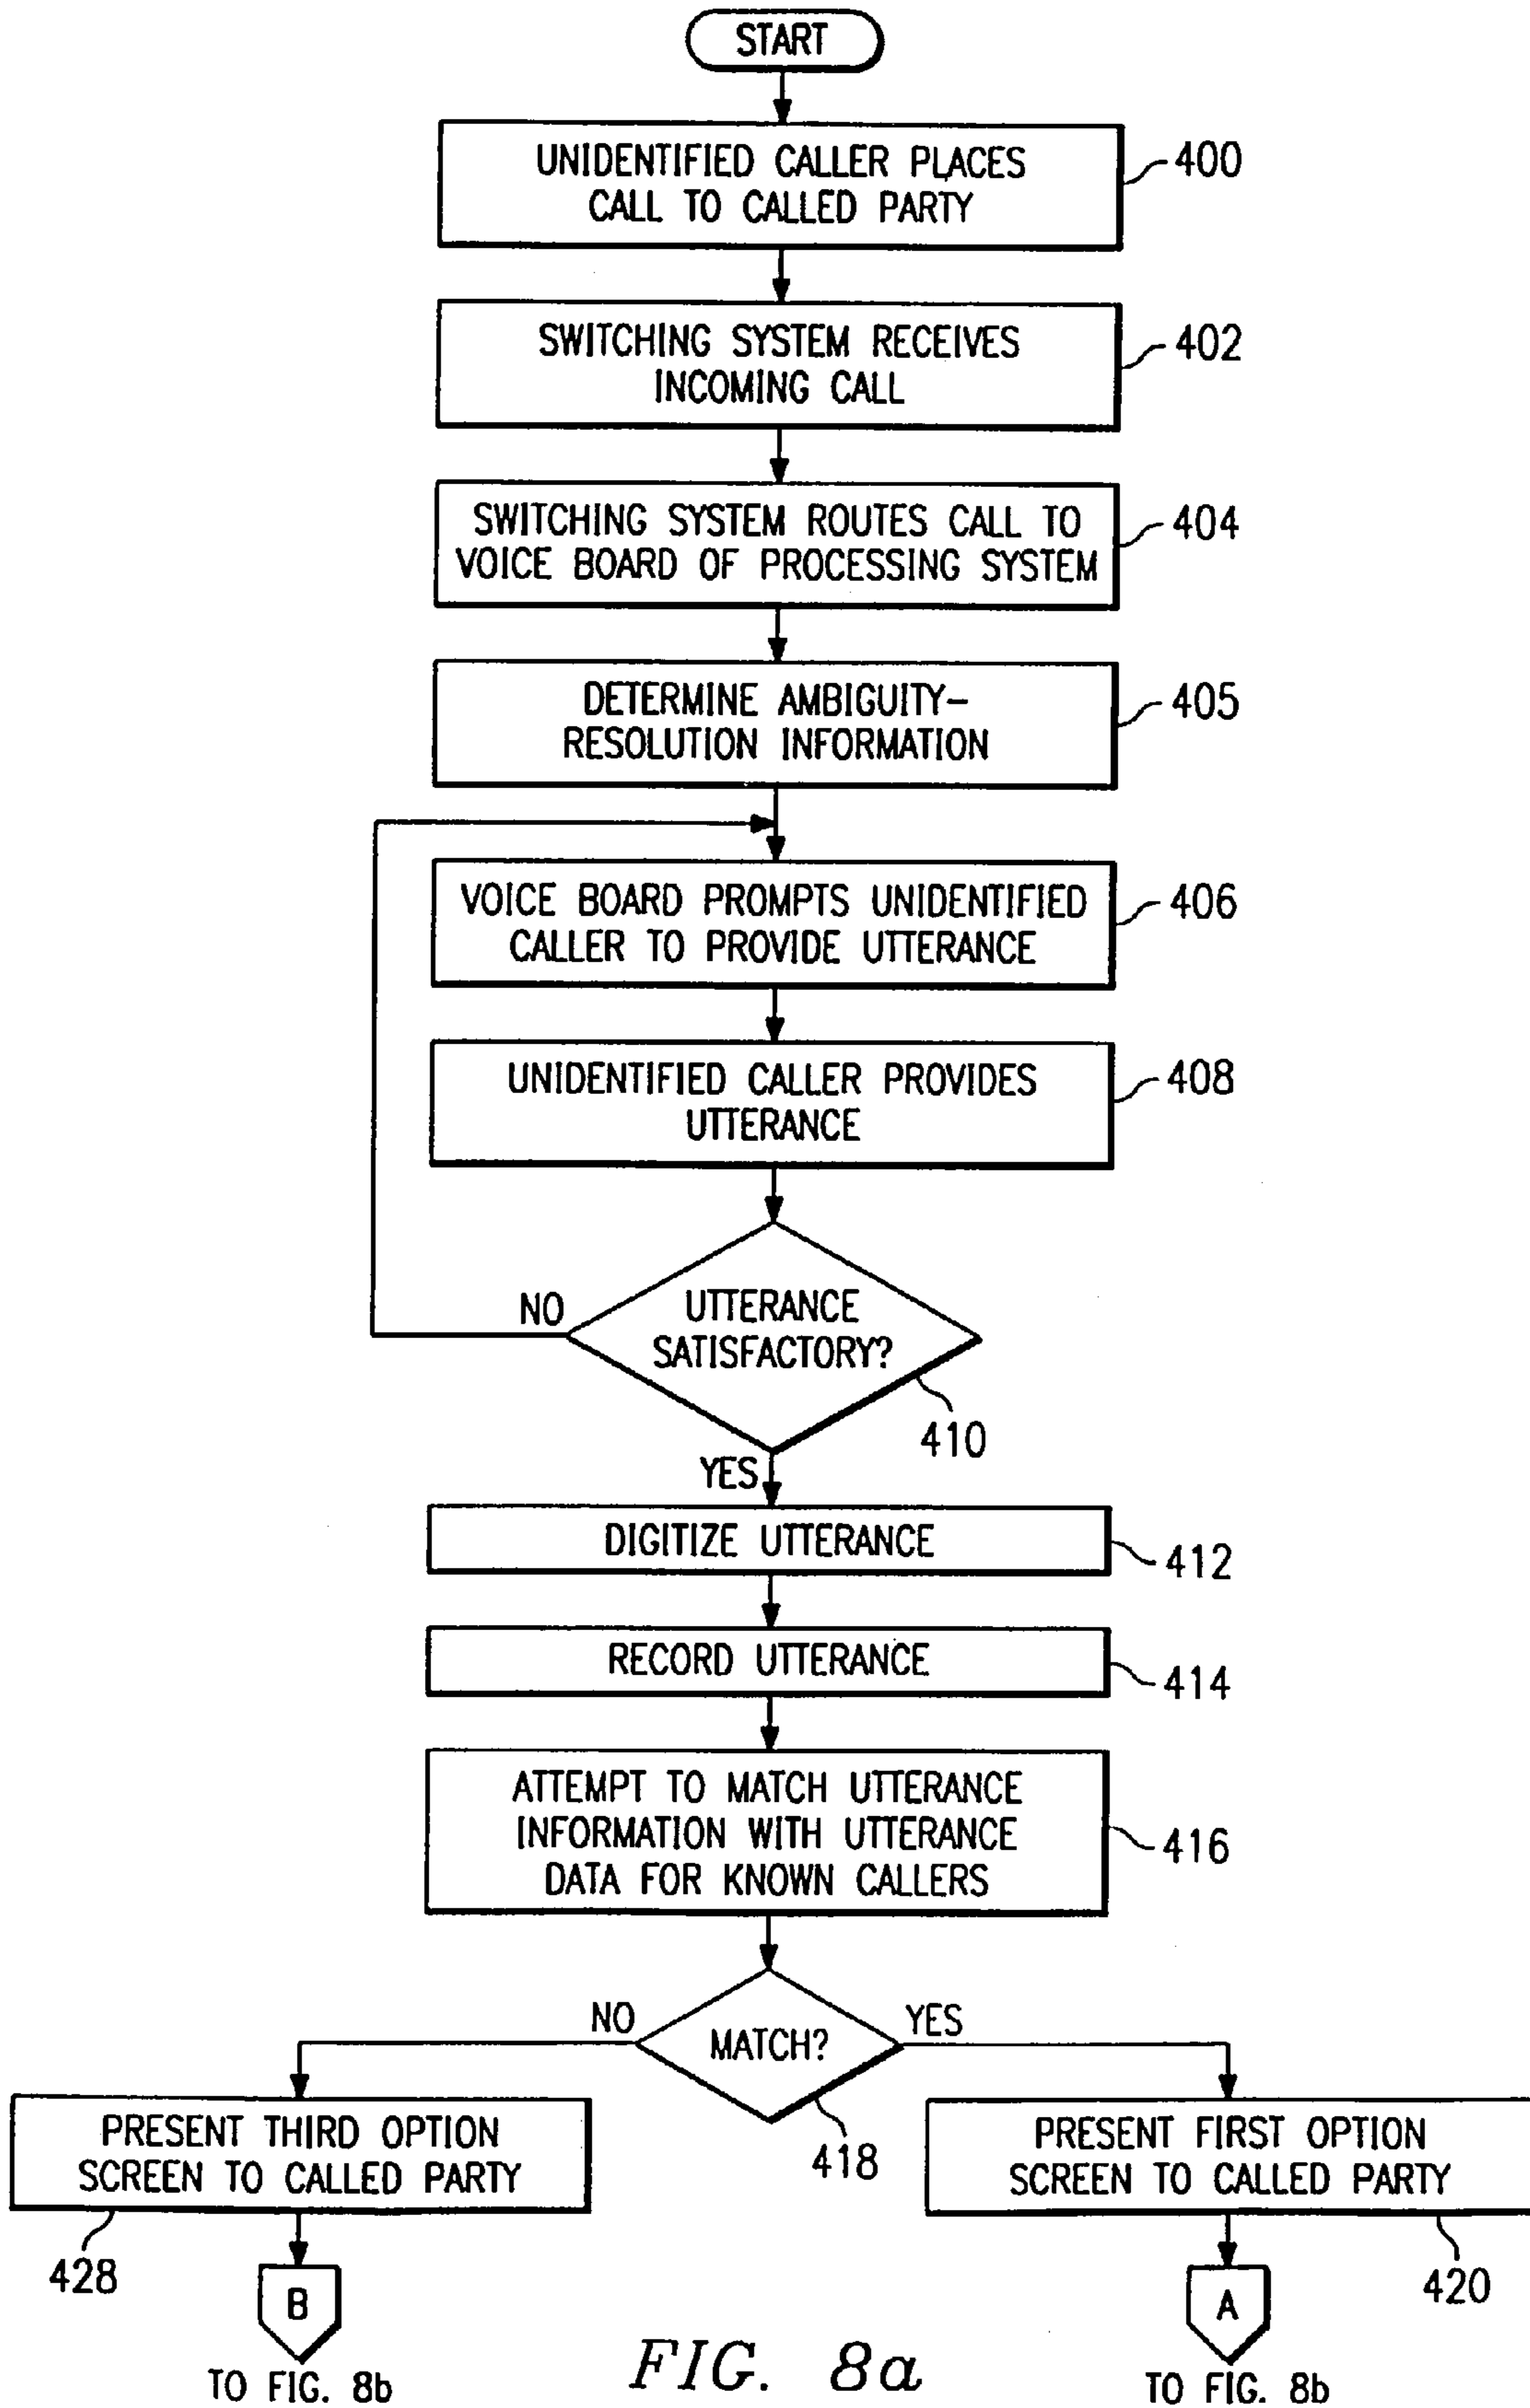 START
UNIDENTIFIED CALLER PLACES
CALL TO CALLED PARTY
400
SWITCHING SYSTEM RECEIVES
INCOMING CALL
402
SWITCHING SYSTEM ROUTES CALL TO
VOICE BOARD OF PROCESSING SYSTEM
404
DETERMINE AMBIGUITY-
RESOLUTION INFORMATION
405
VOICE BOARD PROMPTS UNIDENTIFIED
CALLER TO PROVIDE UTTERANCE
406
UNIDENTIFIED CALLER PROVIDES
UTTERANCE
408
NO
UTTERANCE
SATISFACTORY?
410
YES
DIGITIZE UTTERANCE
412
RECORD UTTERANCE
414
ATTEMPT TO MATCH UTTERANCE
INFORMATION WITH UTTERANCE
DATA FOR KNOWN CALLERS
416
NO
MATCH?
YES
418
PRESENT THIRD OPTION
SCREEN TO CALLED PARTY
428
PRESENT FIRST OPTION
SCREEN TO CALLED PARTY
420
B
TO FIG. 8b
A
TO FIG. 8b
FIG. 8a